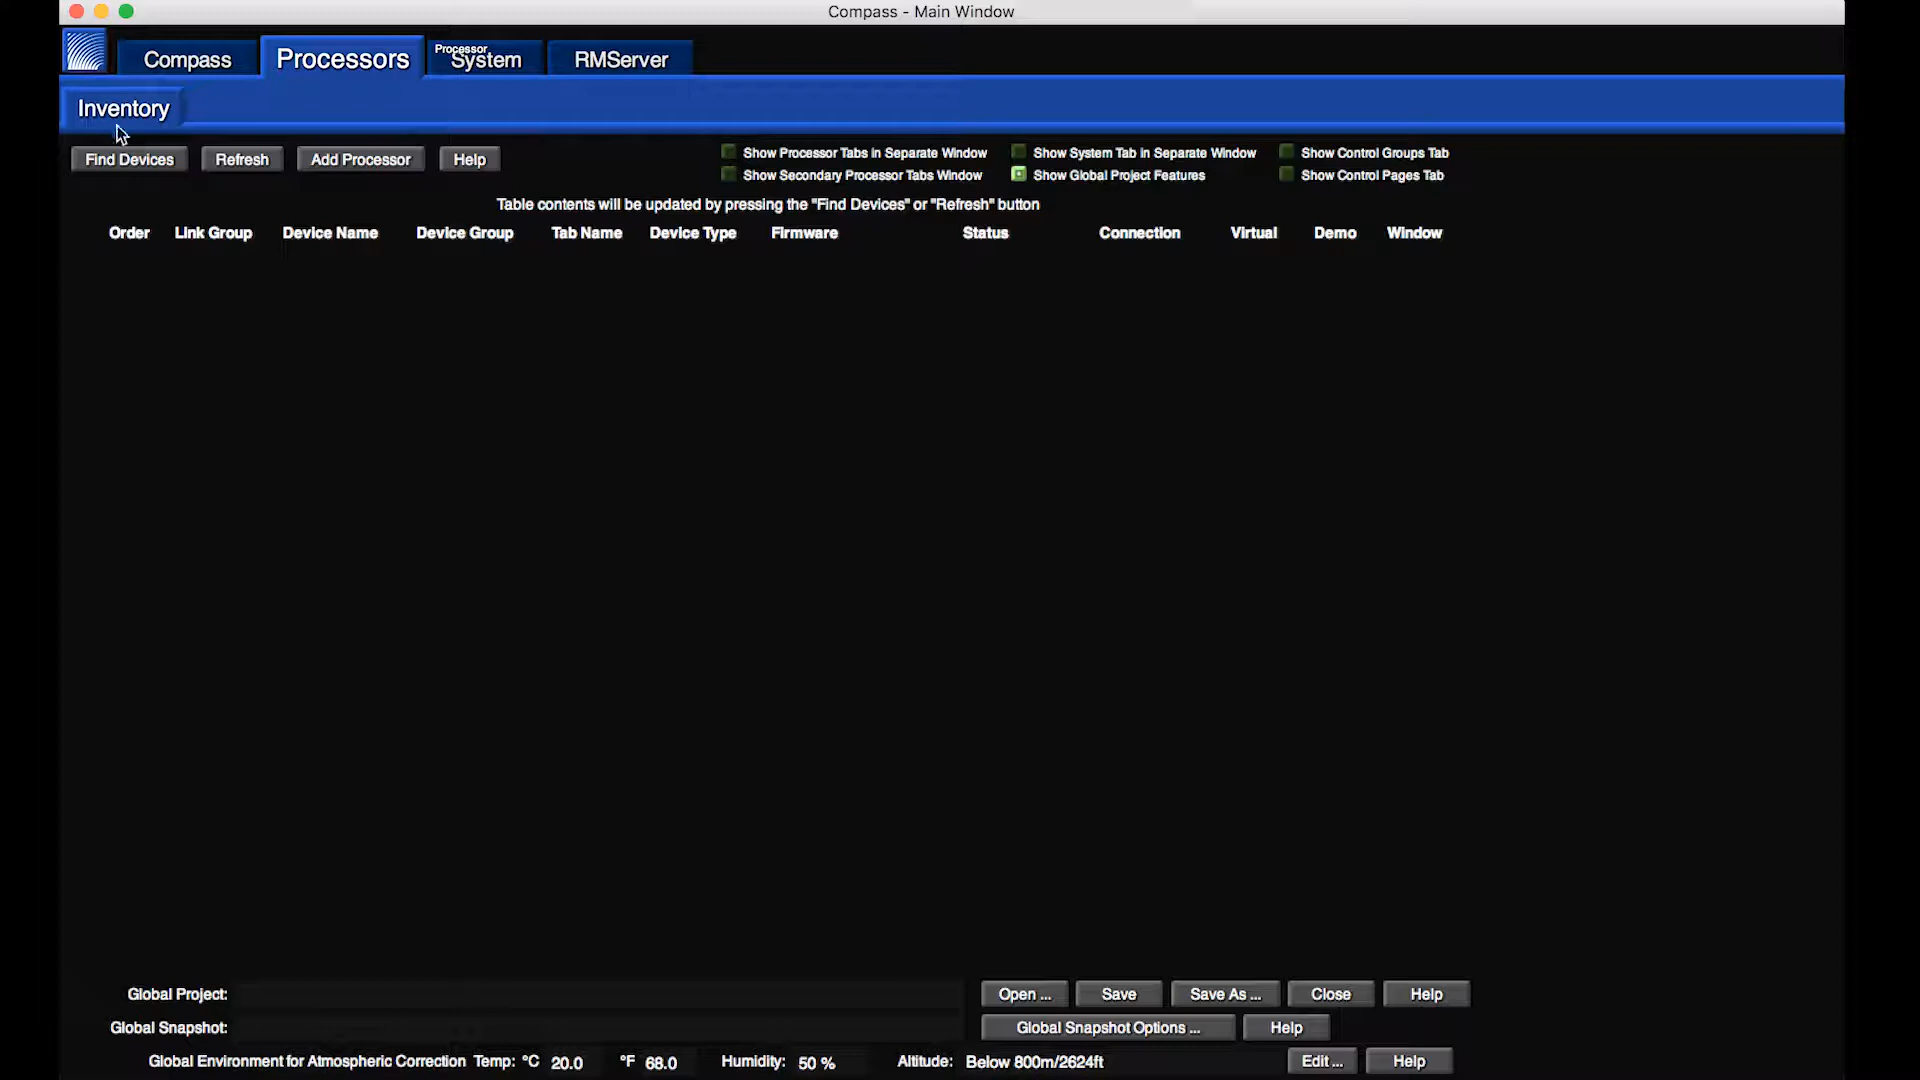 Compass - Main Window
Compass
Processors
Processor
System
RMServer
Inventory
Find Devices
Refresh
Add Processor
Help
Show Processor Tabs in Separate Window
Show System Tab in Separate Window
Show Control Groups Tab
Show Secondary Processor Tabs Window
Show Global Project Features
Show Control Pages Tab
Table contents will be updated by pressing the "Find Devices" or "Refresh" button
Order Link Group Device Name Device Group Tab Name Device Type Firmware Status Connection Virtual Demo Window
Global Project:
Open ... Save Save As ... Close Help
Global Snapshot:
Global Snapshot Options ... Help
Global Environment for Atmospheric Correction Temp: °C 20.0 °F 68.0 Humidity: 50 % Altitude: Below 800m/2624ft Edit ... Help